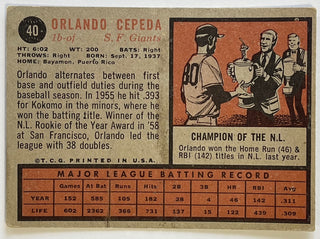 40
ORLANDO CEPEDA
1b-of S. F. Giants
HT: 6:02 WT: 200 BATS: Right
THROWS: Right BORN: Sept. 17, 1937
HOME: Bayamon, Puerto Rico
Orlando alternates between first
base and outfield duties during the
baseball season. In 1955 he hit .393
for Kokomo in the minors, where he
won the batting title. Winner of the
N.L. Rookie of the Year Award in '58
at San Francisco, Orlando led the
league with 38 doubles.
©T.C.G. PRINTED IN U.S.A.
40
CHAMPION OF THE N.L.
Orlando won the Home Run (46) &
RBI (142) titles in N.L. last year.
MAJOR LEAGUE BATTING RECORD
Games At Bat Runs Hits 2B 3B HR RBI Avg.
YEAR 152 585 105 182 28 4 46 142 .311
LIFE 602 2362 366 731 137 15 142 439 .309